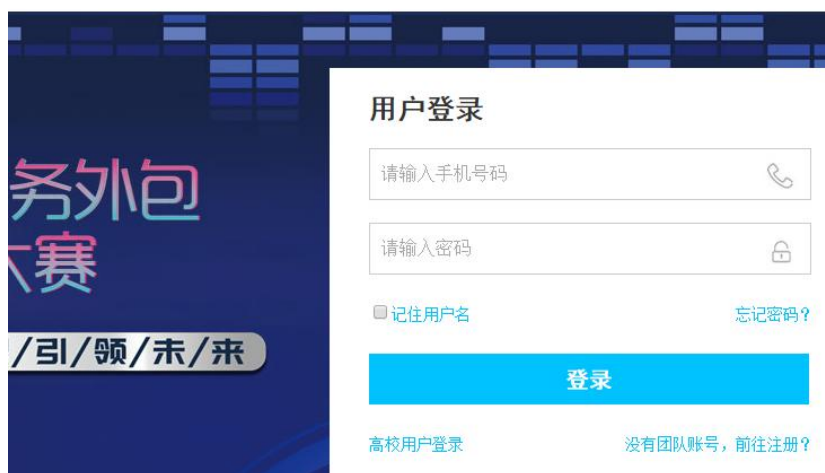 务外包
大赛
/引/领/未/来
用户登录
请输入手机号码
请输入密码
记住用户名
忘记密码？
登录
高校用户登录
没有团队账号，前往注册？